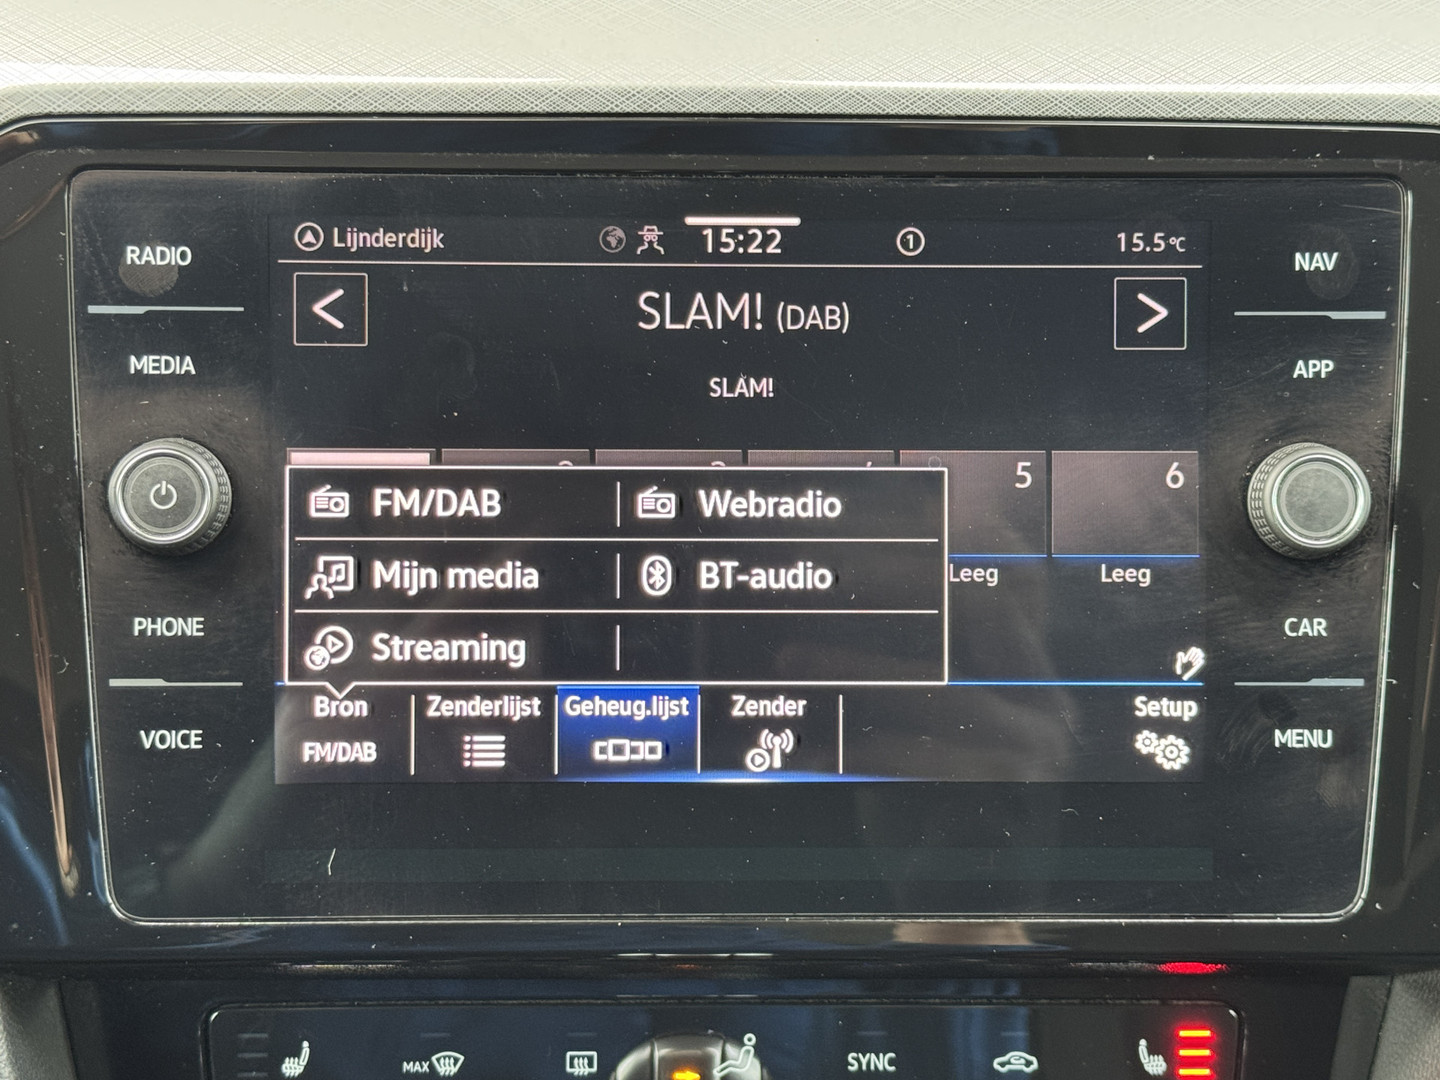 RADIO
MEDIA
PHONE
VOICE
Lijnderdijk
15:22
1
15.5°C
<
SLAM! (DAB)
>
SLAM!
5
6
FM/DAB
Webradio
Mijn media
BT-audio
Streaming
Leeg
Leeg
Bron
FM/DAB
Zenderlijst
Geheug.lijst
Zender
Setup
NAV
APP
CAR
MENU
MAX
SYNC